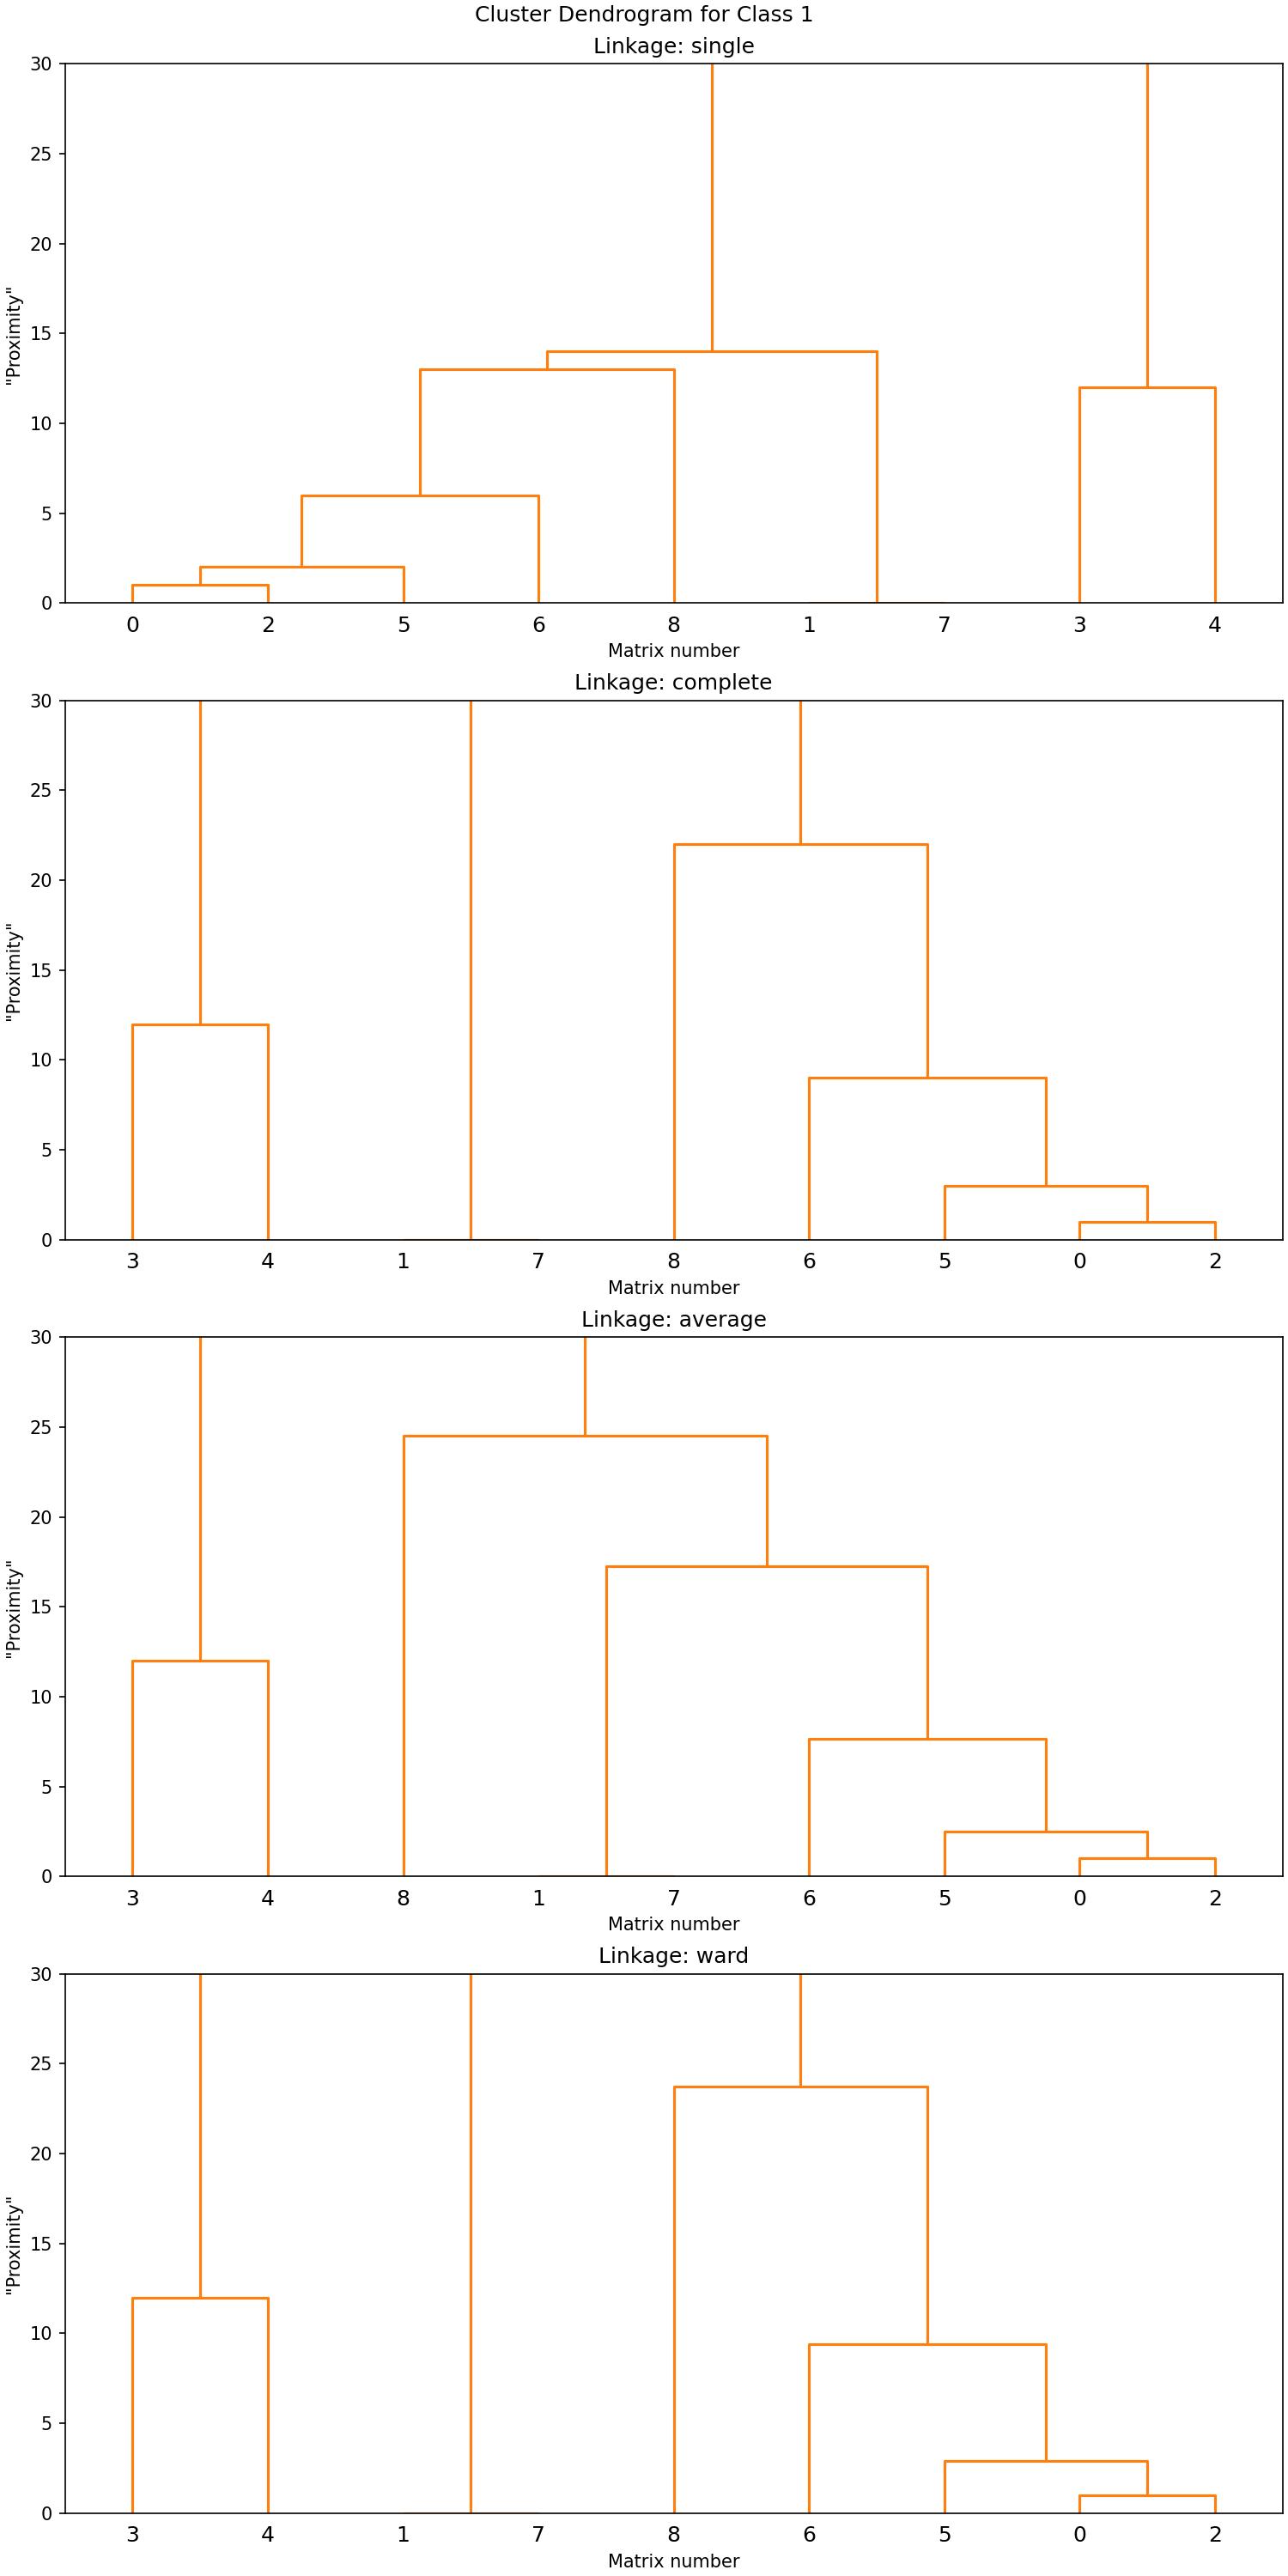 Cluster Dendrogram for Class 1
Linkage: single
30
25
20
15
10
5
0
"Proximity"
0 2 5 6 8 1 7 3 4
Matrix number
Linkage: complete
30
25
20
15
10
5
0
"Proximity"
3 4 1 7 8 6 5 0 2
Matrix number
Linkage: average
30
25
20
15
10
5
0
"Proximity"
3 4 8 1 7 6 5 0 2
Matrix number
Linkage: ward
30
25
20
15
10
5
0
"Proximity"
3 4 1 7 8 6 5 0 2
Matrix number